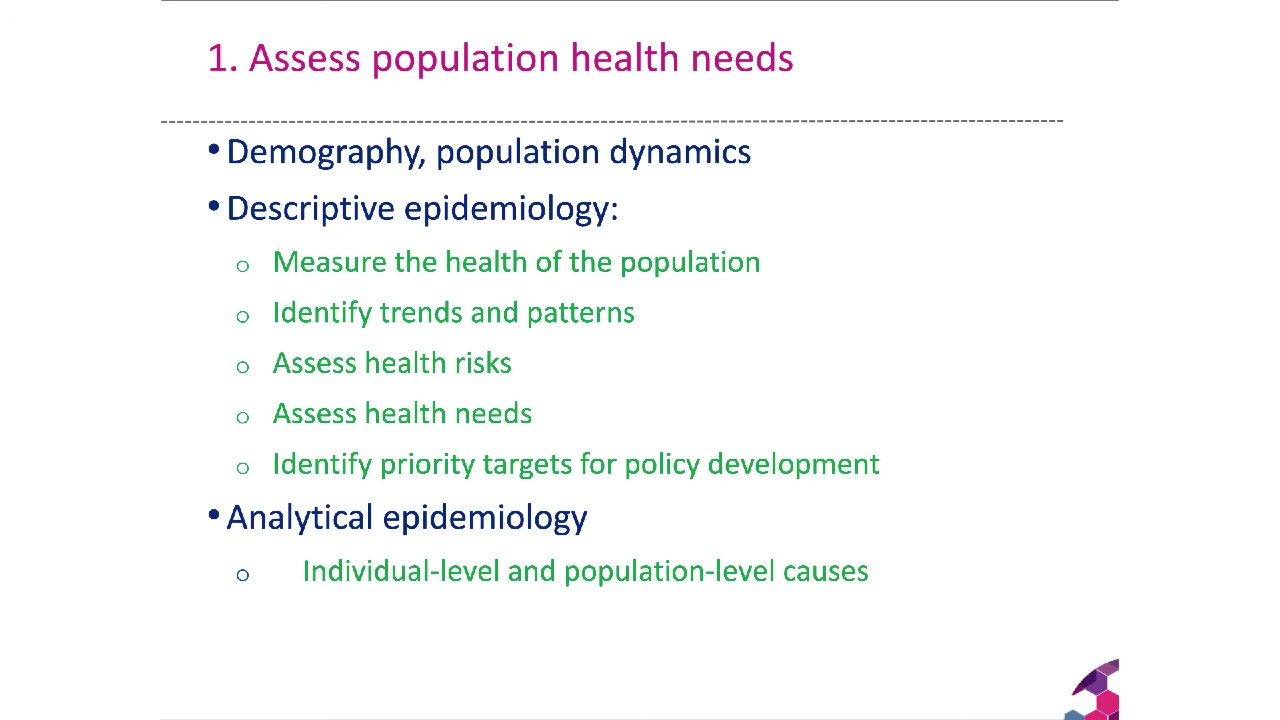 1. Assess population health needs
• Demography, population dynamics
• Descriptive epidemiology:
o Measure the health of the population
o Identify trends and patterns
o Assess health risks
o Assess health needs
o Identify priority targets for policy development
• Analytical epidemiology
o Individual-level and population-level causes